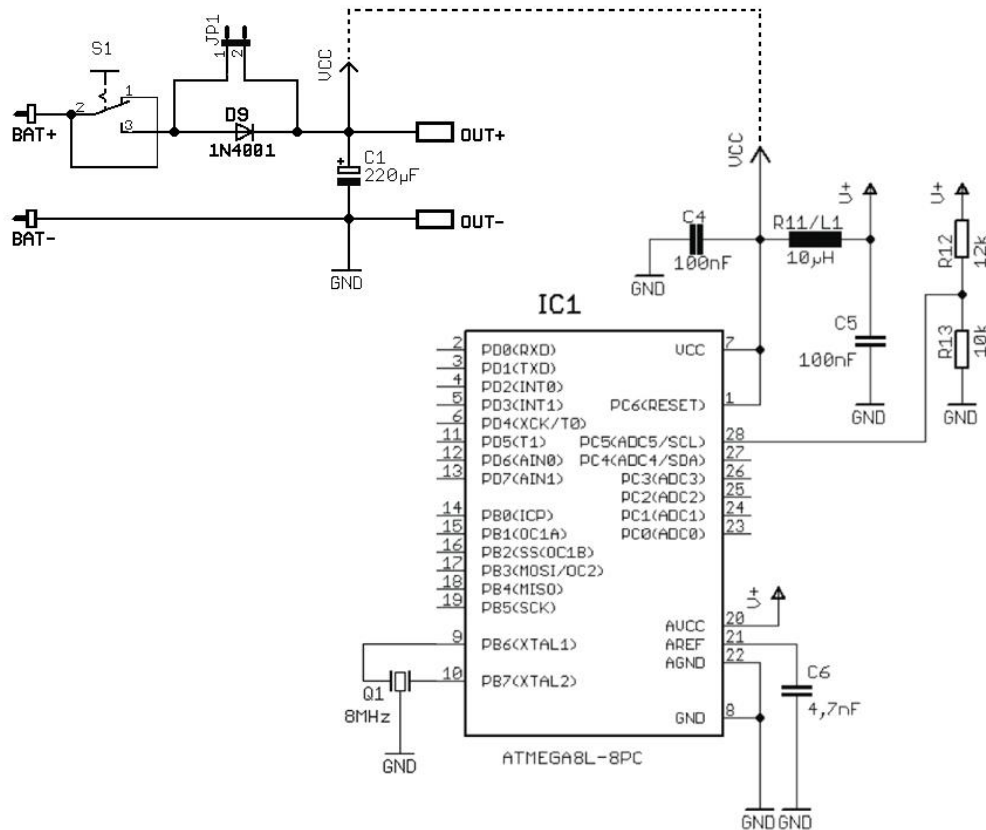 S1
JP1
1
2
VCC
2
1
3
BAT+
D9
1N4001
OUT+
+
C1
220µF
BAT-
OUT-
GND
VCC
C4
100nF
GND
R11/L1
10µH
V+
V+
R12
12k
C5
100nF
R13
10k
GND
GND
IC1
2 PD0(RXD)
3 PD1(TXD)
4 PD2(INT0)
5 PD3(INT1)
6 PD4(XCK/T0)
11 PD5(T1)
12 PD6(AIN0)
13 PD7(AIN1)
14 PB0(ICP)
15 PB1(OC1A)
16 PB2(SS(OC1B)
17 PB3(MOSI/OC2)
18 PB4(MISO)
19 PB5(SCK)
9 PB6(XTAL1)
10 PB7(XTAL2)
VCC 7
PC6(RESET) 1
PC5(ADC5/SCL) 28
PC4(ADC4/SDA) 27
PC3(ADC3) 26
PC2(ADC2) 25
PC1(ADC1) 24
PC0(ADC0) 23
V+
AVCC 20
AREF 21
AGND 22
GND 8
Q1
8MHz
GND
C6
4,7nF
ATMEGA8L-8PC
GND
GND